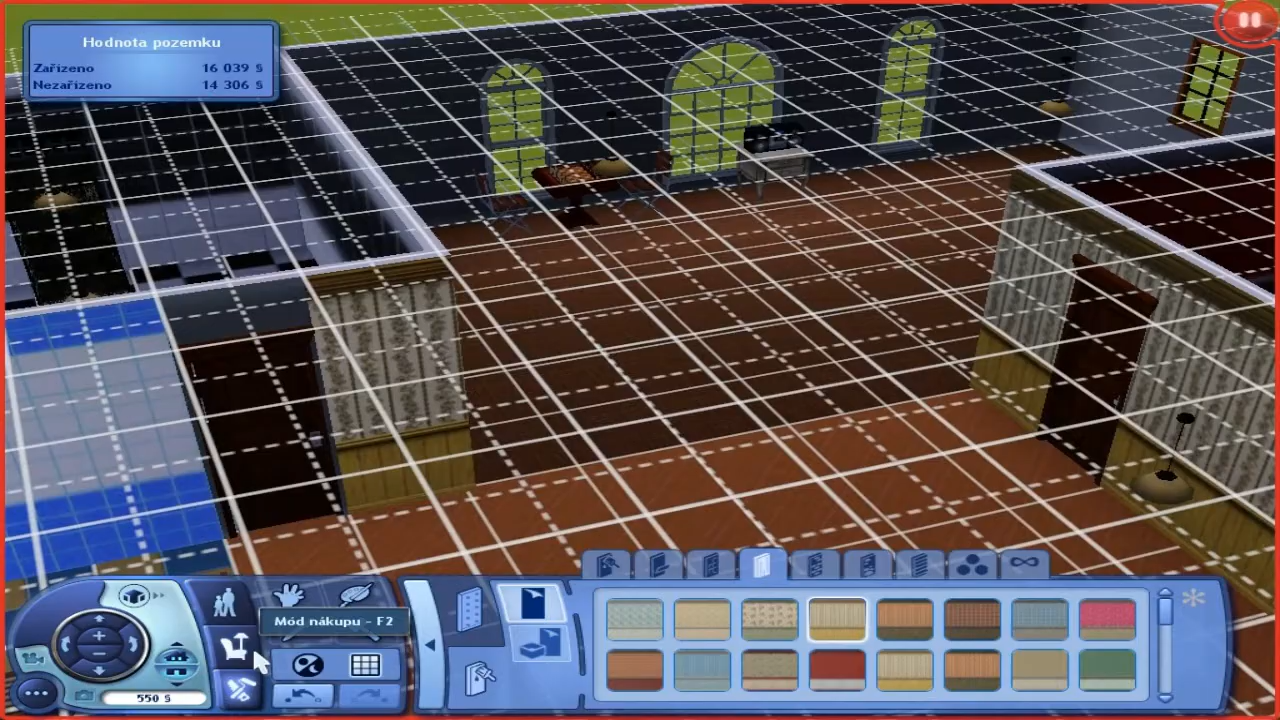 Hodnota pozemku
Zařízeno 16 039 §
Nezařízeno 14 306 §
Mód nákupu - F2
550 §